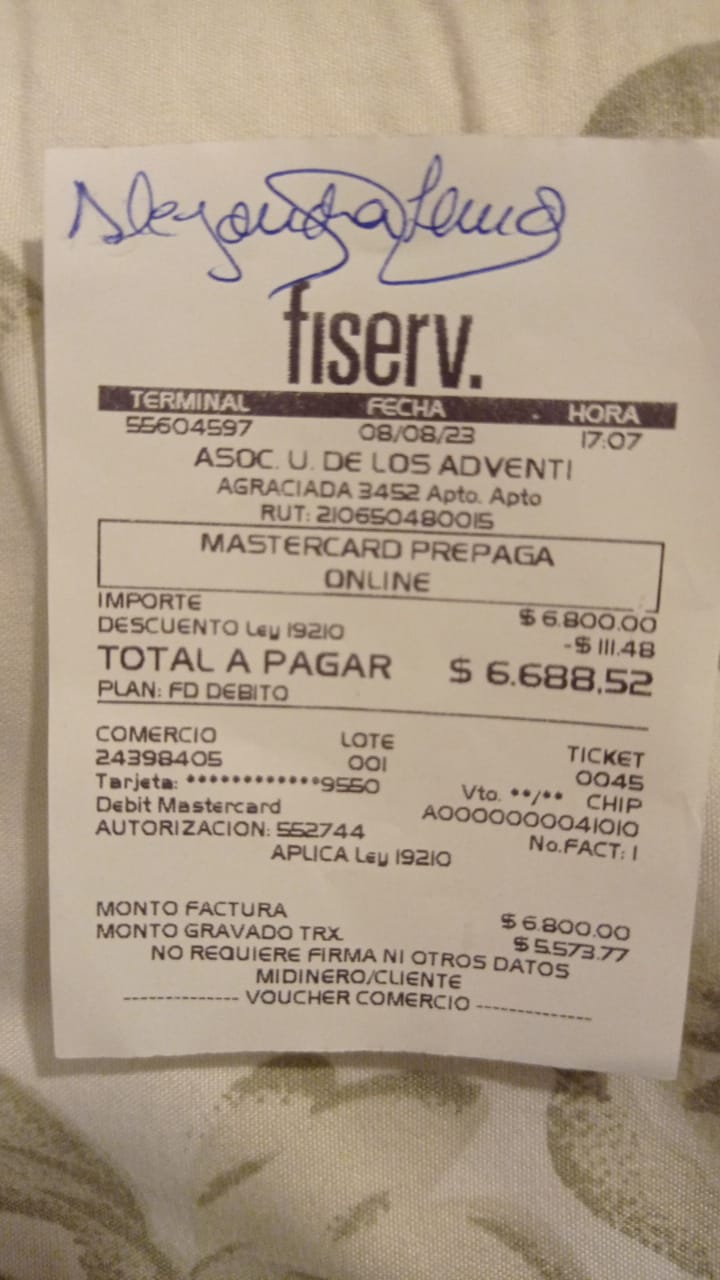 Alejandra Lema
fiserv.
TERMINAL FECHA HORA
55604597 08/08/23 17:07
ASOC. U. DE LOS ADVENTI
AGRACIADA 3452 Apto. Apto
RUT: 210650480015
MASTERCARD PREPAGA
ONLINE
IMPORTE $ 6.800.00
DESCUENTO Ley 19210 -$ 111.48
TOTAL A PAGAR $ 6.688,52
PLAN: FD DEBITO
COMERCIO LOTE TICKET
24398405 001 0045
Tarjeta: ************9550 Vto. **/** CHIP
Debit Mastercard A0000000041010
AUTORIZACION: 552744 No.FACT: 1
APLICA Ley 19210
MONTO FACTURA $ 6.800.00
MONTO GRAVADO TRX. $ 5.573.77
NO REQUIERE FIRMA NI OTROS DATOS
MIDINERO/CLIENTE
-------------- VOUCHER COMERCIO --------------